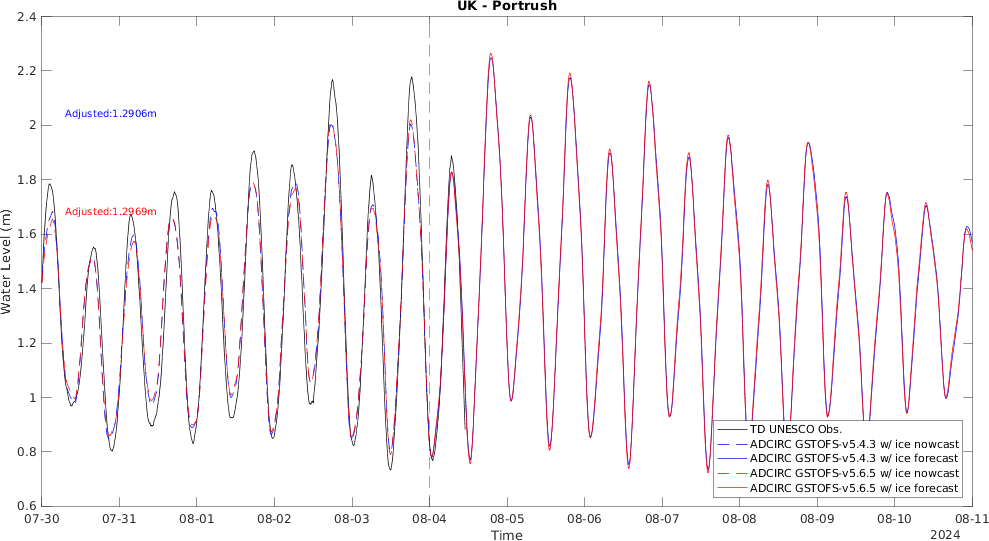 UK - Portrush
2.4
2.2
2
1.8
1.6
1.4
1.2
1
0.8
0.6
Water Level (m)
Adjusted:1.2906m
Adjusted:1.2969m
TD UNESCO Obs.
ADCIRC GSTOFS-v5.4.3 w/ ice nowcast
ADCIRC GSTOFS-v5.4.3 w/ ice forecast
ADCIRC GSTOFS-v5.6.5 w/ ice nowcast
ADCIRC GSTOFS-v5.6.5 w/ ice forecast
07-30 07-31 08-01 08-02 08-03 08-04 08-05 08-06 08-07 08-08 08-09 08-10 08-11
Time
2024